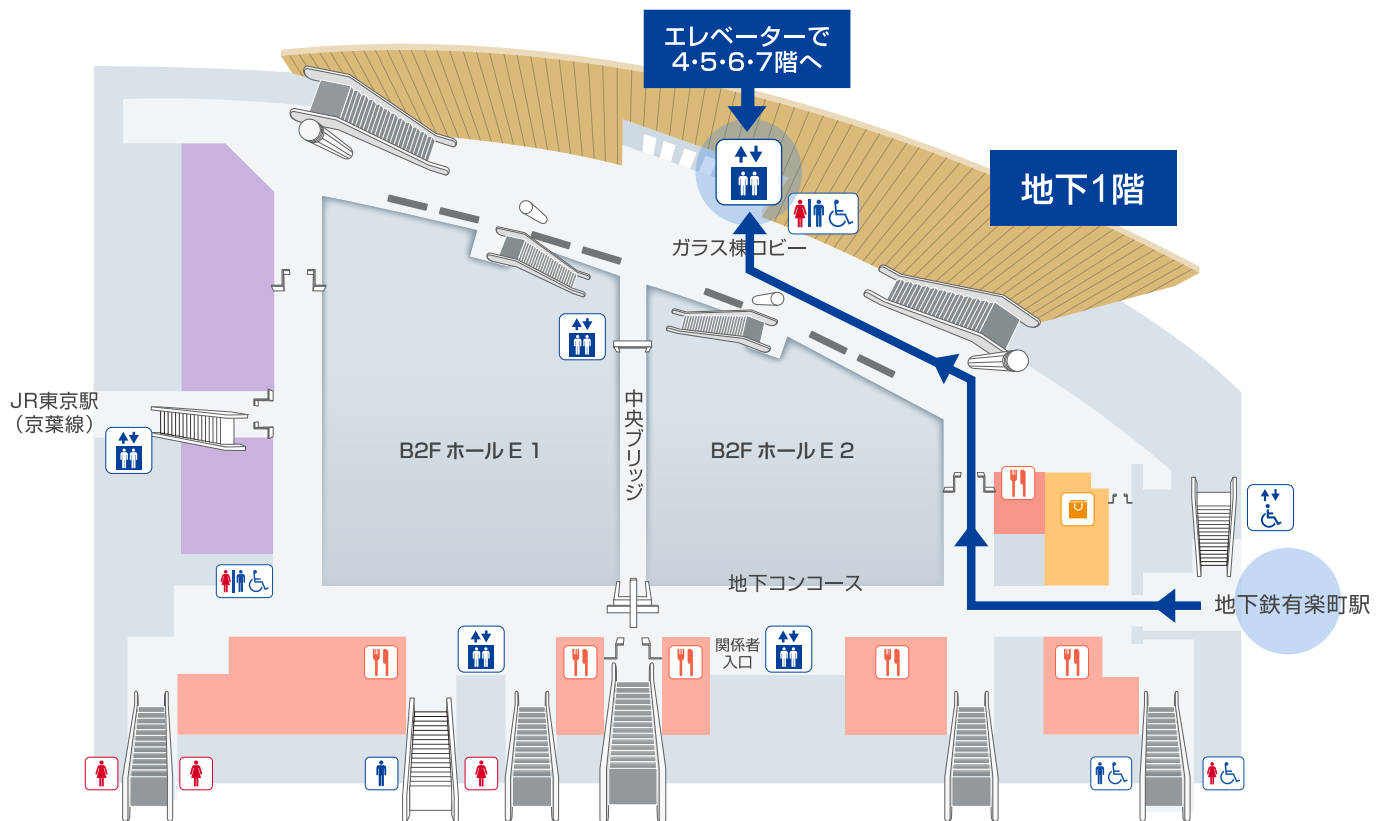 エレベーターで
4・5・6・7階へ
地下1階
ガラス棟ロビー
JR東京駅
（京葉線）
中央ブリッジ
B2F ホール E 1
B2F ホール E 2
地下コンコース
地下鉄有楽町駅
関係者
入口